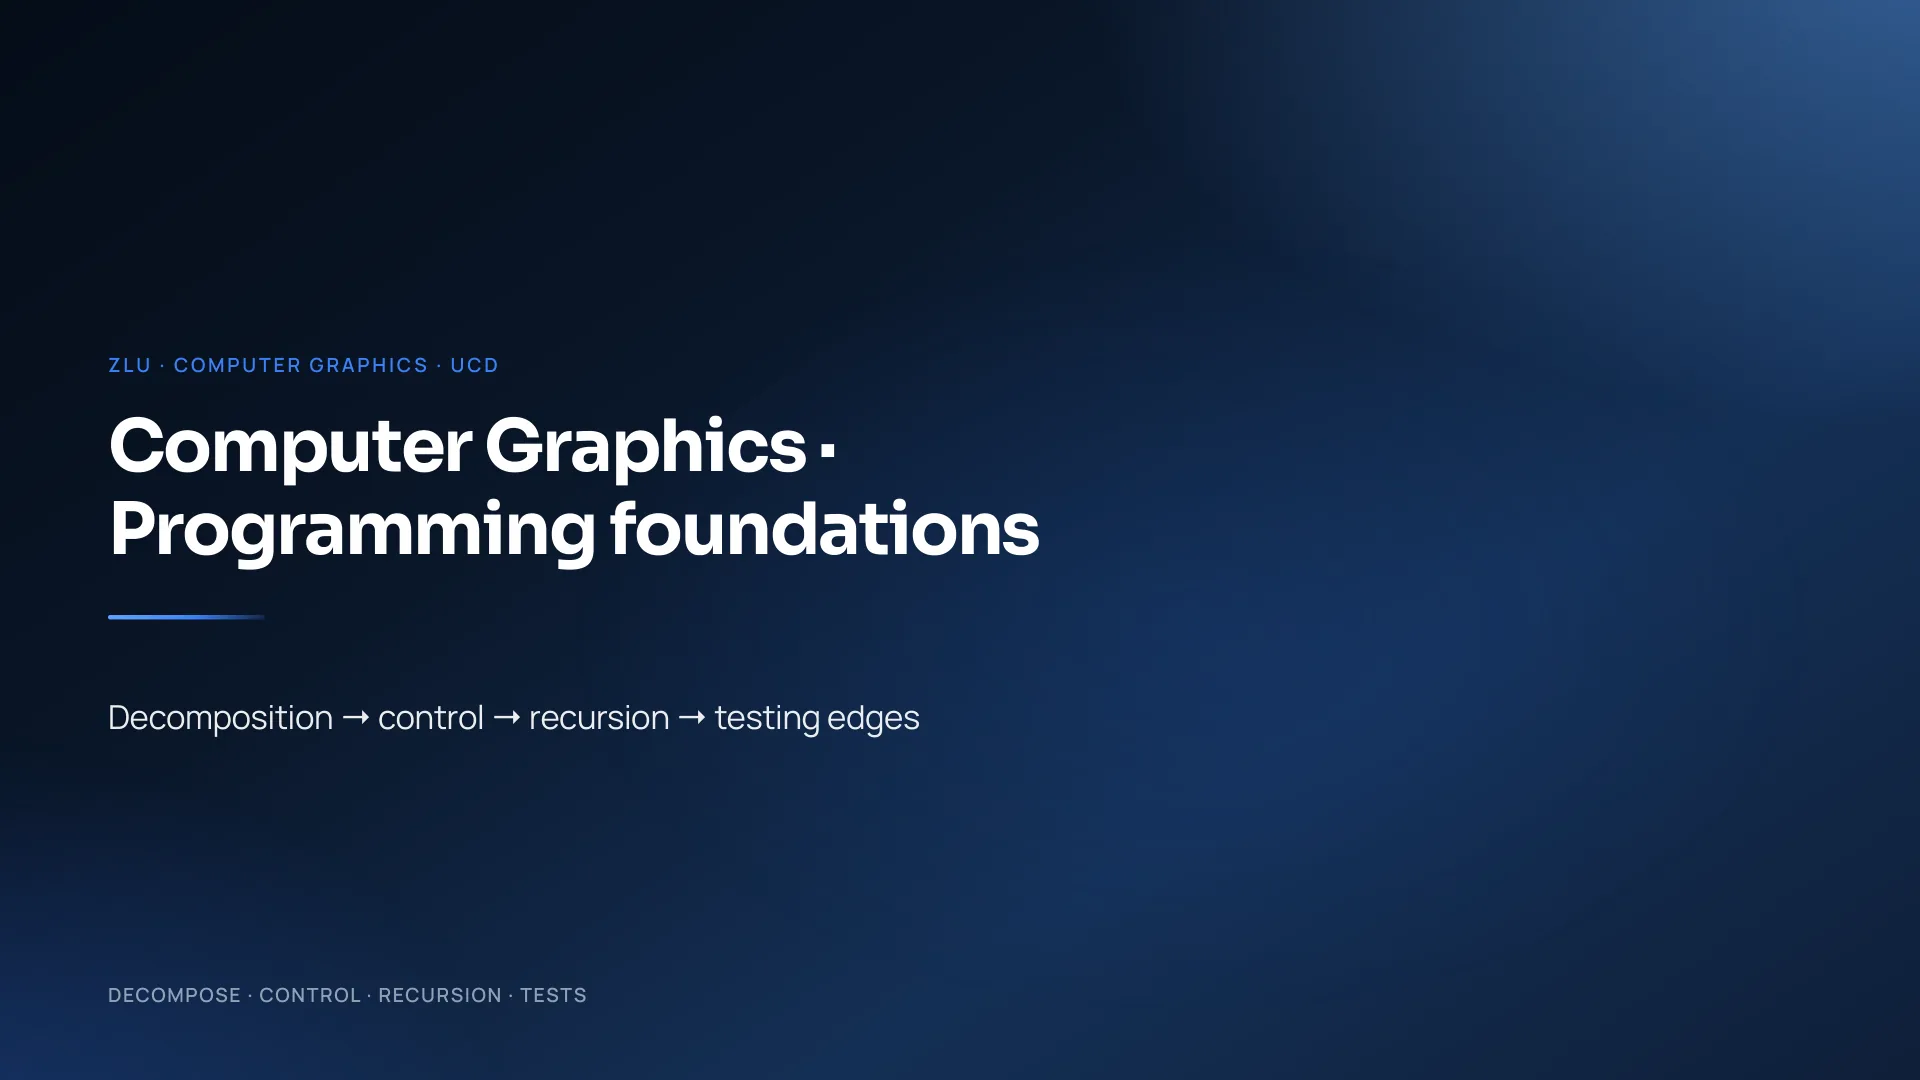 ZLU · COMPUTER GRAPHICS · UCD
Computer Graphics ·
Programming foundations
Decomposition → control → recursion → testing edges
DECOMPOSE · CONTROL · RECURSION · TESTS